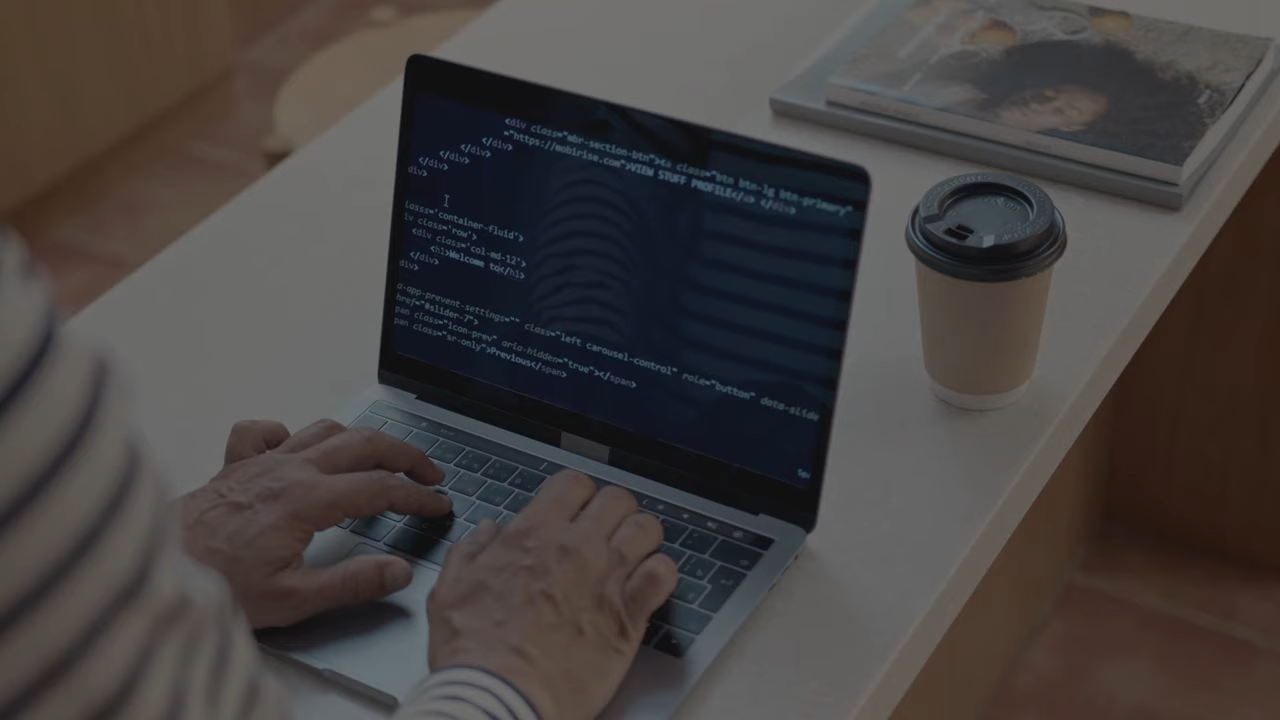 <div class="mbr-section-btn"><a class="btn btn-lg btn-primary"
="https://mobirise.com">VIEW STUFF PROFILE</a> </div>
</div>
</div>
</div>
</div>
div>
lasss='container-fluid'>
iv class='row'>
<div class='col-md-12'>
<h1>Welcome to</h1>
</div>
div>
a-app-prevent-settings="" class="left carousel-control" role="button" data-slide
href="#slider-7">
pan class="icon-prev" aria-hidden="true"></span>
pan class="sr-only">Previous</span>